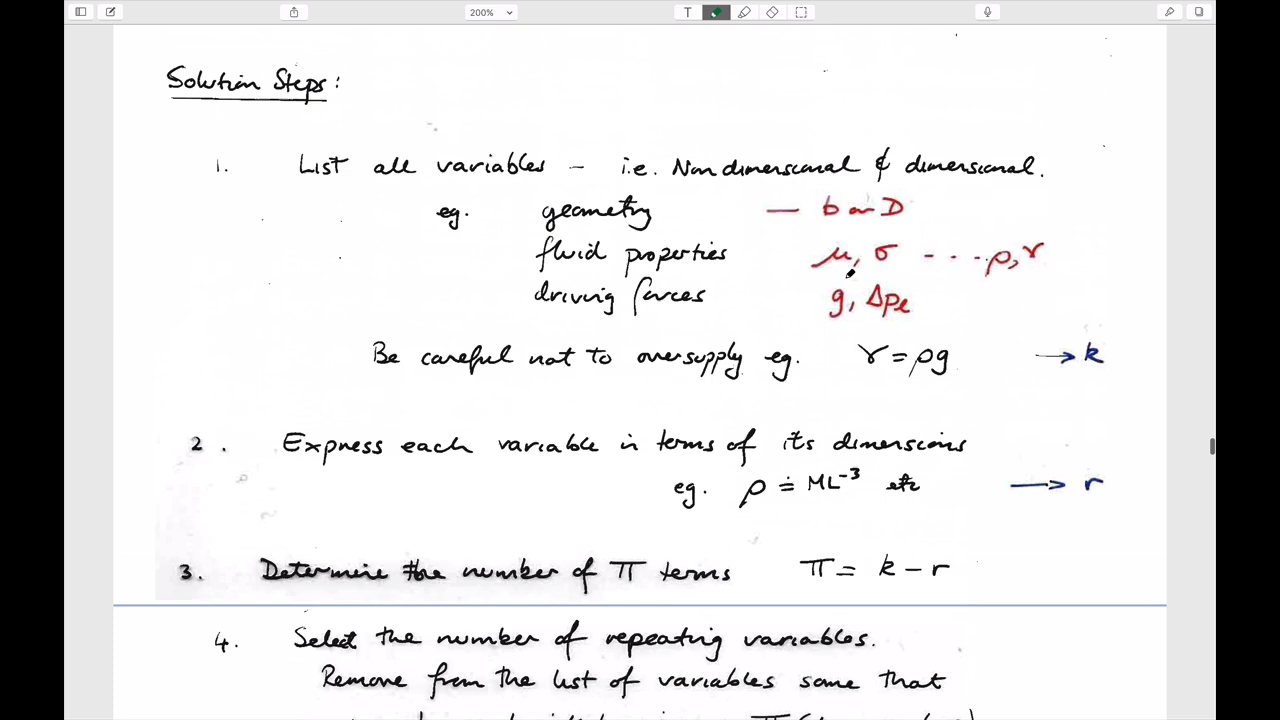 200%
T
Solution Steps:
1. List all variables - i.e. Nondimensional & dimensional.
eg. geometry — b or D
fluid properties μ, σ - - - ρ, γ
driving forces g, Δpₑ
Be careful not to oversupply eg. γ = ρg → k
2. Express each variable in terms of its dimensions
eg. ρ ≐ ML⁻³ etc → r
3. Determine the number of Π terms Π = k - r
4. Select the number of repeating variables.
Remove from the list of variables some that